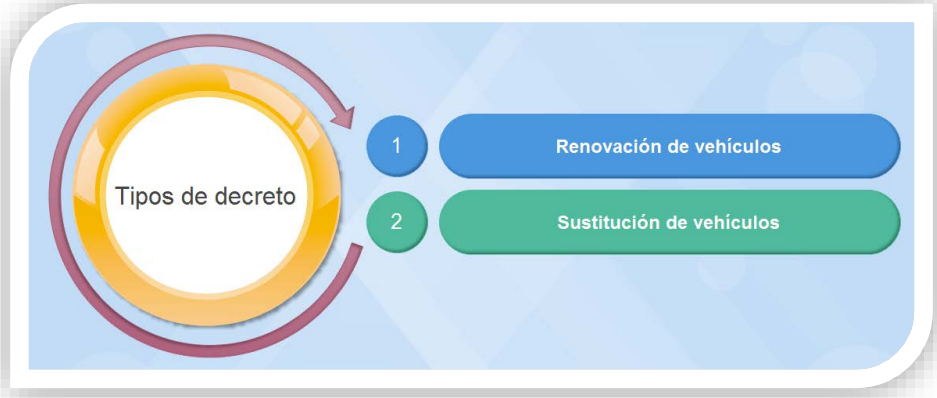 Tipos de decreto
1
Renovación de vehículos
2
Sustitución de vehículos